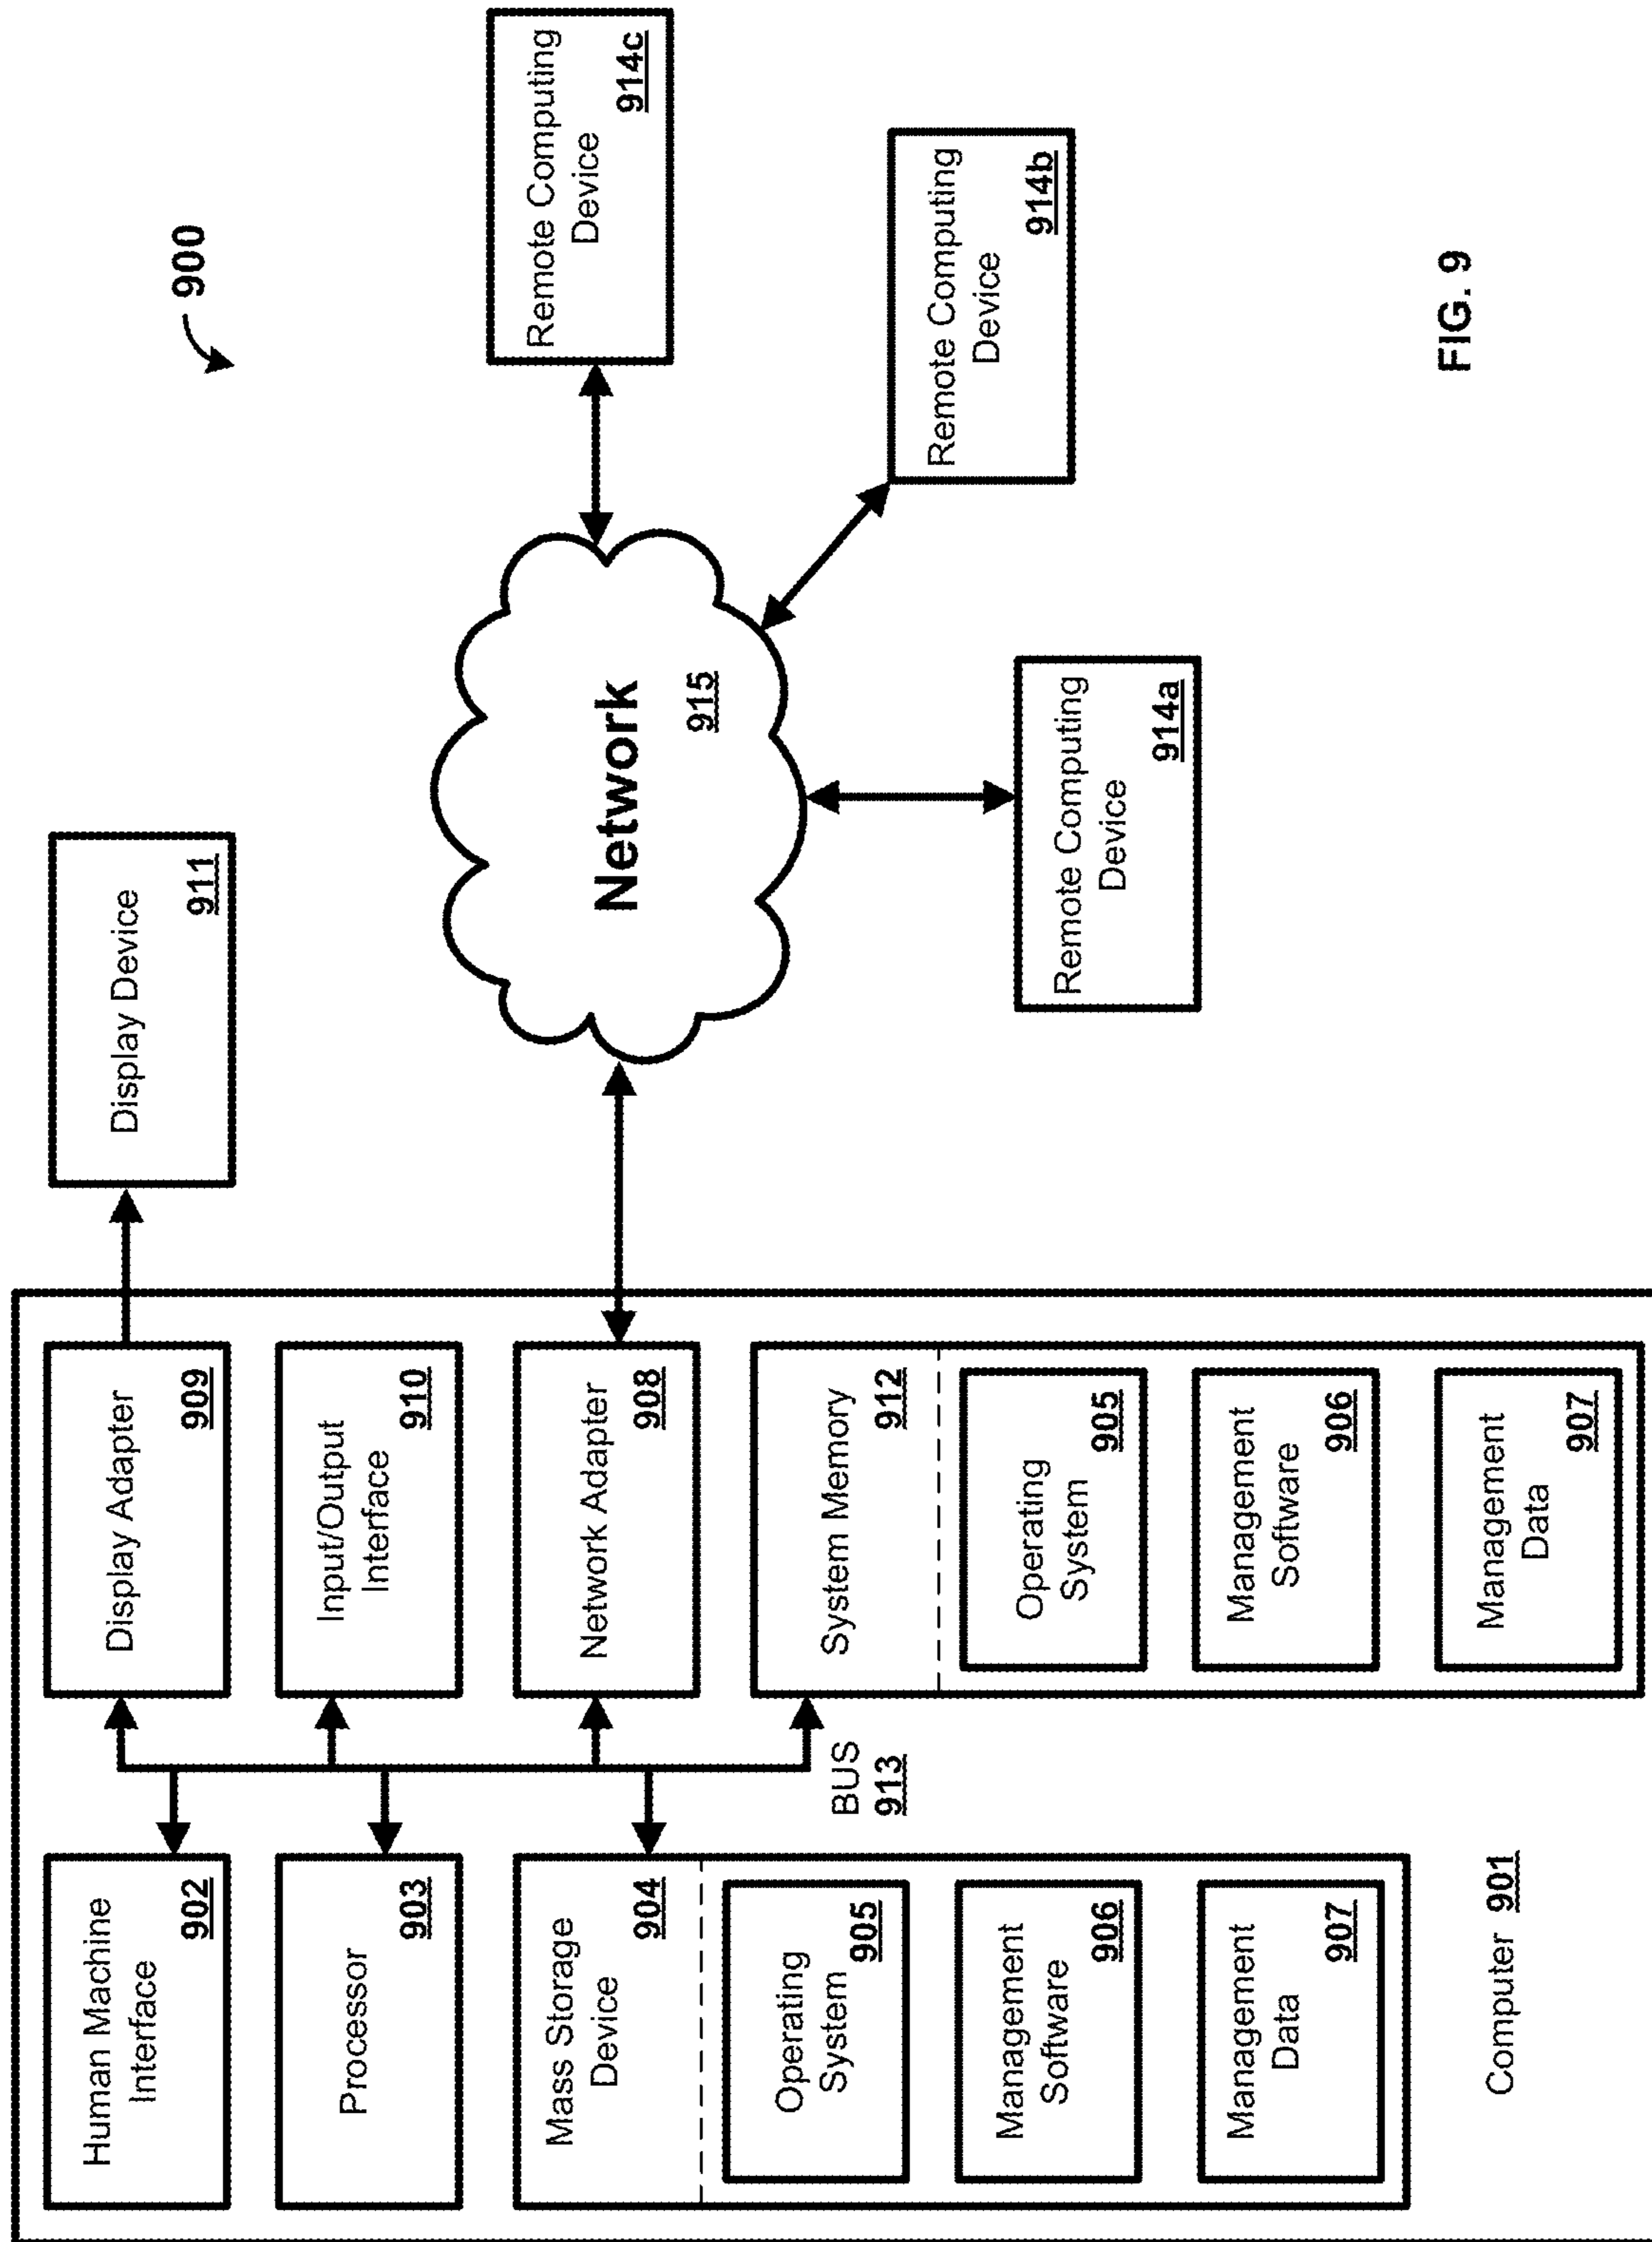 900
Human Machine
Interface
902
Processor
903
Mass Storage
Device
904
Operating
System
905
Management
Software
906
Management
Data
907
Computer 901
BUS
913
Display Adapter
909
Input/Output
Interface
910
Network Adapter
908
System Memory
912
Operating
System
905
Management
Software
906
Management
Data
907
Display Device
911
Network
915
Remote Computing
Device
914a
Remote Computing
Device
914b
Remote Computing
Device
914c
FIG. 9